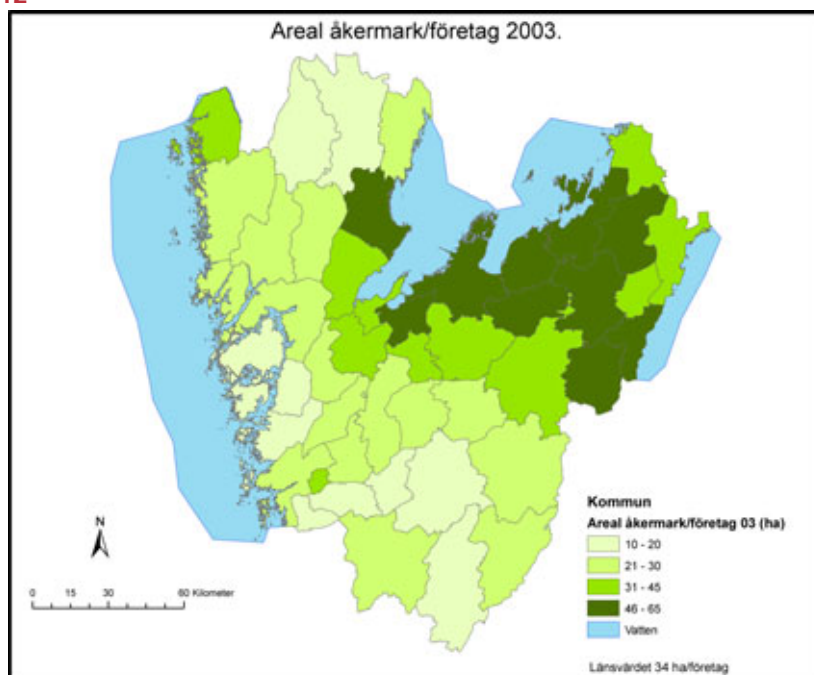 12
Areal åkermark/företag 2003.
Kommun
Areal åkermark/företag 03 (ha)
10 - 20
21 - 30
31 - 45
46 - 65
Vatten
N
0 15 30 60 Kilometer
Länsvärdet 34 ha/företag